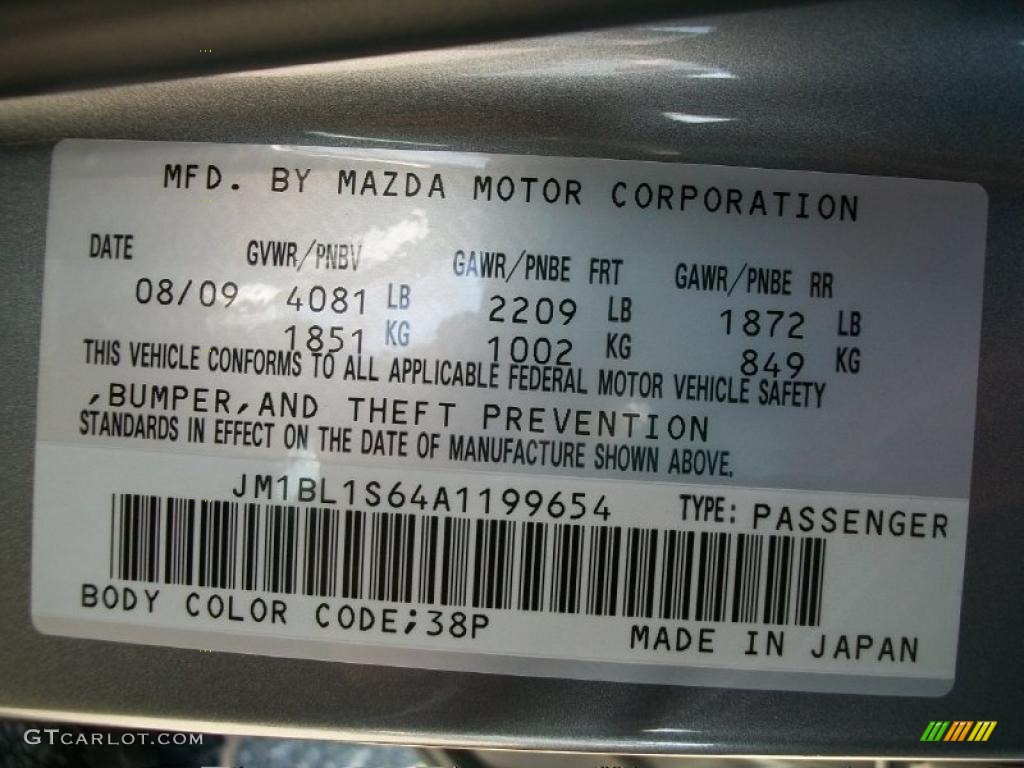 MFD. BY MAZDA MOTOR CORPORATION
DATE GVWR/PNBV GAWR/PNBE FRT GAWR/PNBE RR
08/09 4081 LB 2209 LB 1872 LB
1851 KG 1002 KG 849 KG
THIS VEHICLE CONFORMS TO ALL APPLICABLE FEDERAL MOTOR VEHICLE SAFETY
,BUMPER,AND THEFT PREVENTION
STANDARDS IN EFFECT ON THE DATE OF MANUFACTURE SHOWN ABOVE.
JM1BL1S64A1199654 TYPE: PASSENGER
BODY COLOR CODE;38P
MADE IN JAPAN
GTCARLOT.COM